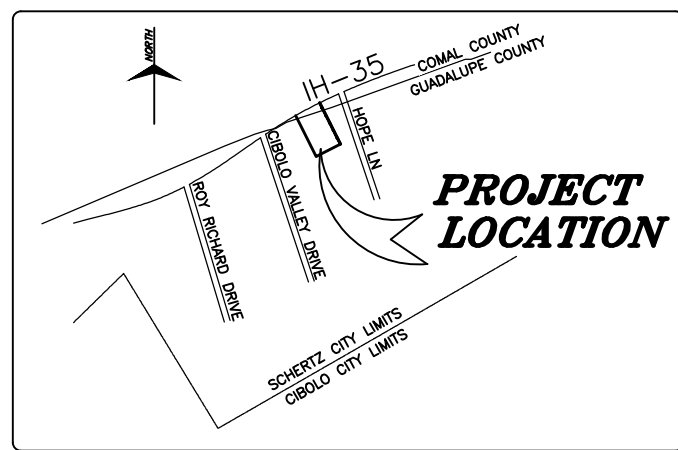 NORTH
IH-35
COMAL COUNTY
GUADALUPE COUNTY
HOPE LN
CIBOLO VALLEY DRIVE
ROY RICHARD DRIVE
PROJECT
LOCATION
SCHERTZ CITY LIMITS
CIBOLO CITY LIMITS